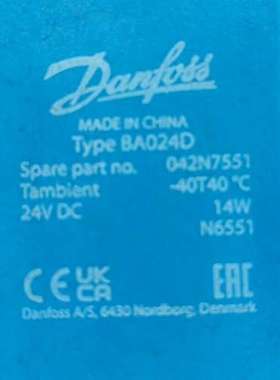 Danfoss
MADE IN CHINA
Type BA024D
Spare part no. 042N7551
Tambient -40T40 °C
24V DC 14W
N6551
CE UK CA EAC
Danfoss A/S, 6430 Nordborg, Denmark